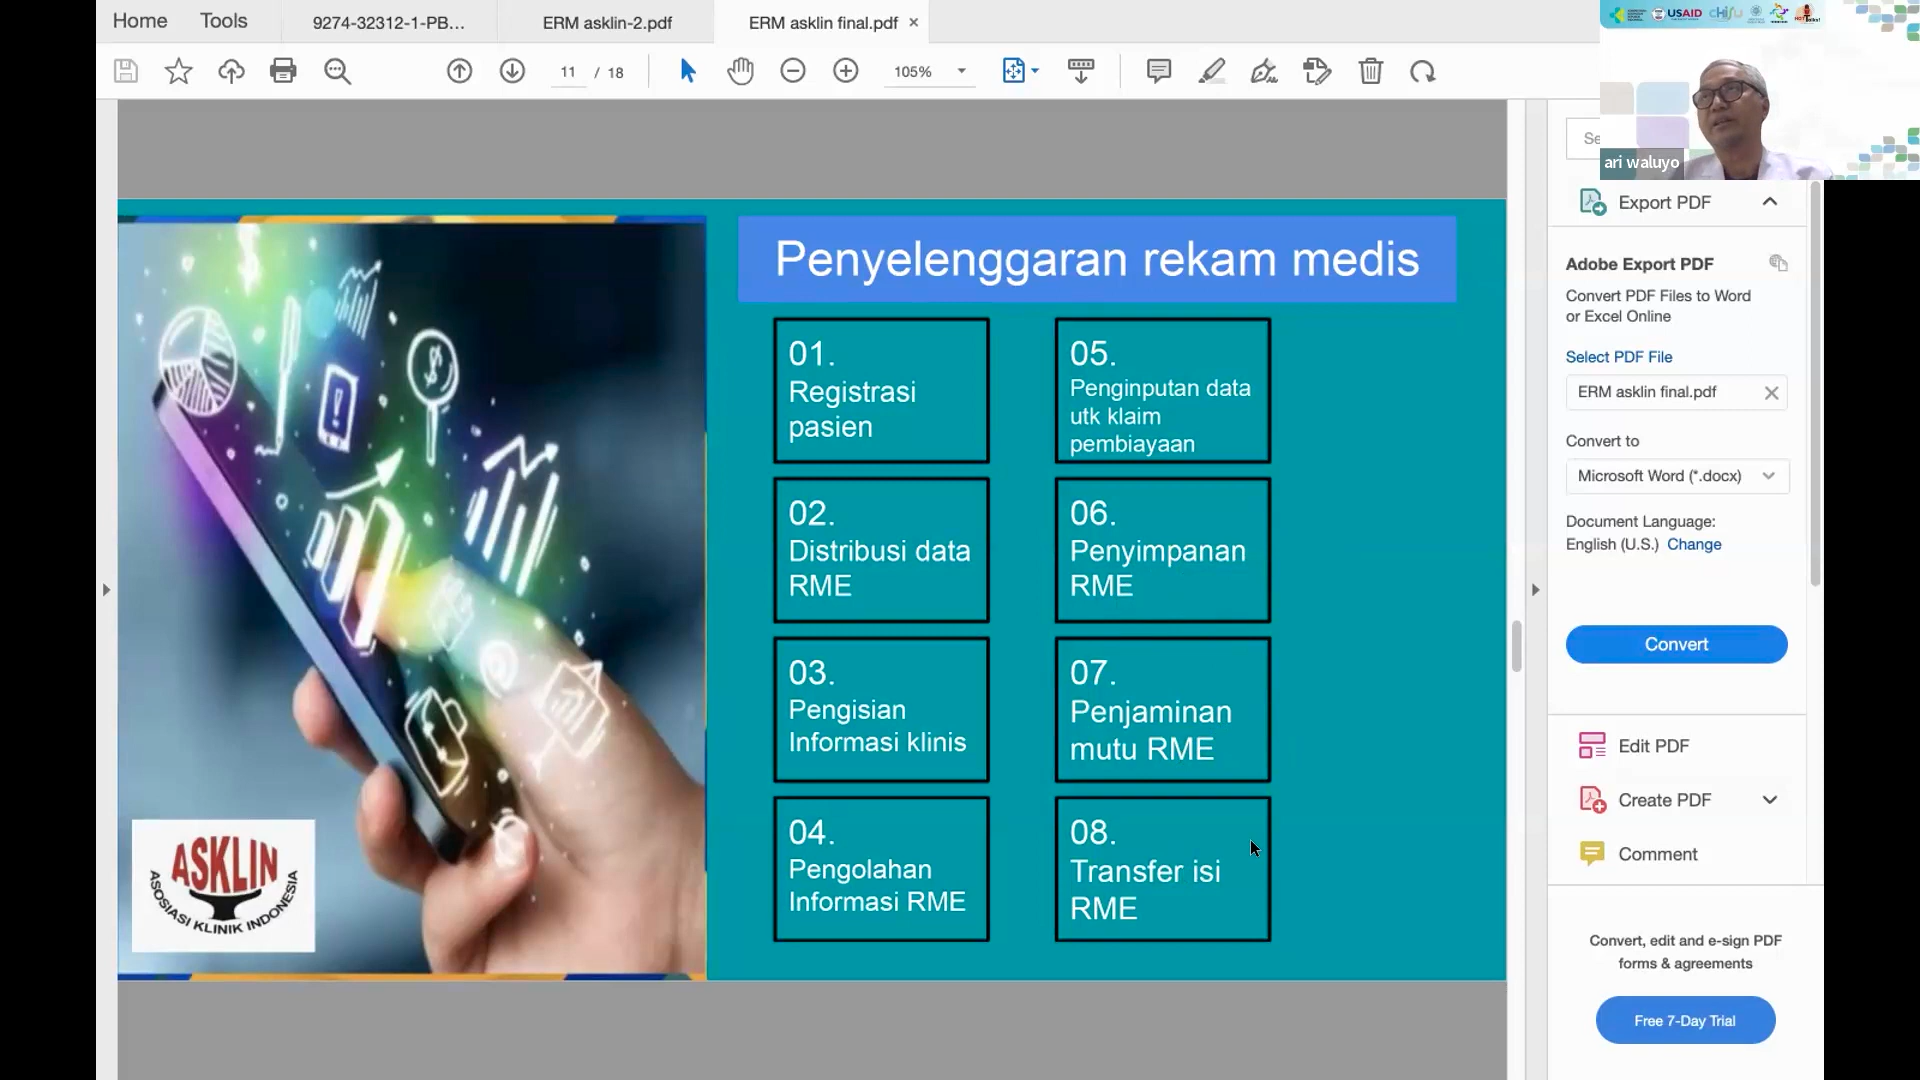 Home
Tools
9274-32312-1-PB...
ERM asklin-2.pdf
ERM asklin final.pdf
11 / 18
105%
USAID
ari waluyo
Export PDF
Adobe Export PDF
Convert PDF Files to Word
or Excel Online
Select PDF File
ERM asklin final.pdf
Convert to
Microsoft Word (*.docx)
Document Language:
English (U.S.) Change
Convert
Edit PDF
Create PDF
Comment
Convert, edit and e-sign PDF
forms & agreements
Free 7-Day Trial
Penyelenggaran rekam medis
01.
Registrasi
pasien
02.
Distribusi data
RME
03.
Pengisian
Informasi klinis
04.
Pengolahan
Informasi RME
05.
Penginputan data
utk klaim
pembiayaan
06.
Penyimpanan
RME
07.
Penjaminan
mutu RME
08.
Transfer isi
RME
ASKLIN
ASOSIASI KLINIK INDONESIA